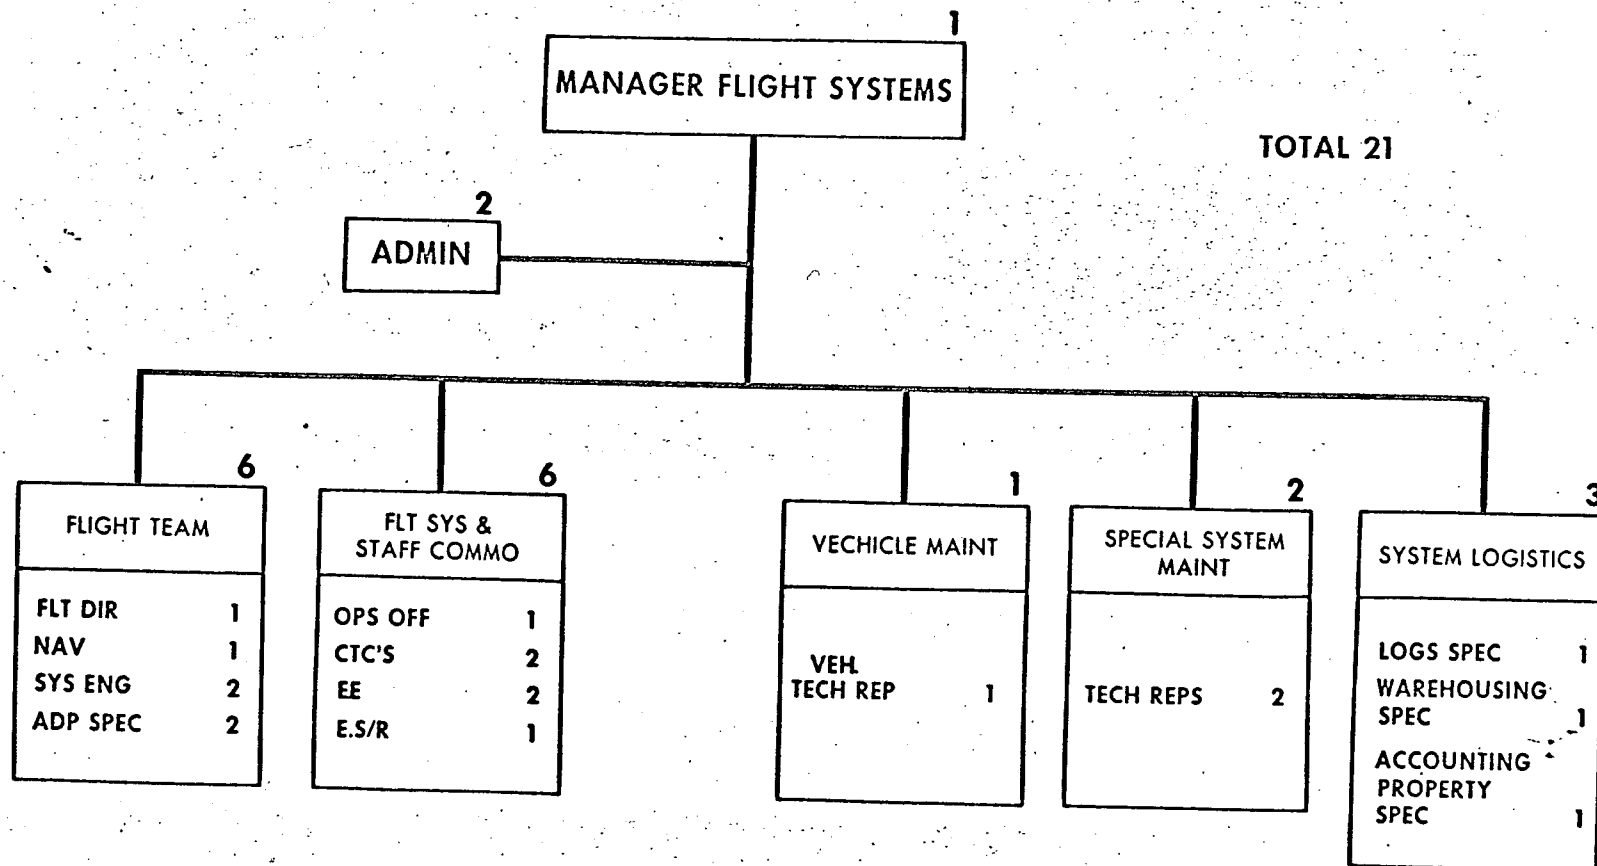 1
MANAGER FLIGHT SYSTEMS
TOTAL 21
2
ADMIN
6
FLIGHT TEAM
FLT DIR 1
NAV 1
SYS ENG 2
ADP SPEC 2
6
FLT SYS &
STAFF COMMO
OPS OFF 1
CTC'S 2
EE 2
E.S/R 1
1
VECHICLE MAINT
VEH.
TECH REP 1
2
SPECIAL SYSTEM
MAINT
TECH REPS 2
3
SYSTEM LOGISTICS
LOGS SPEC 1
WAREHOUSING
SPEC 1
ACCOUNTING
PROPERTY
SPEC 1